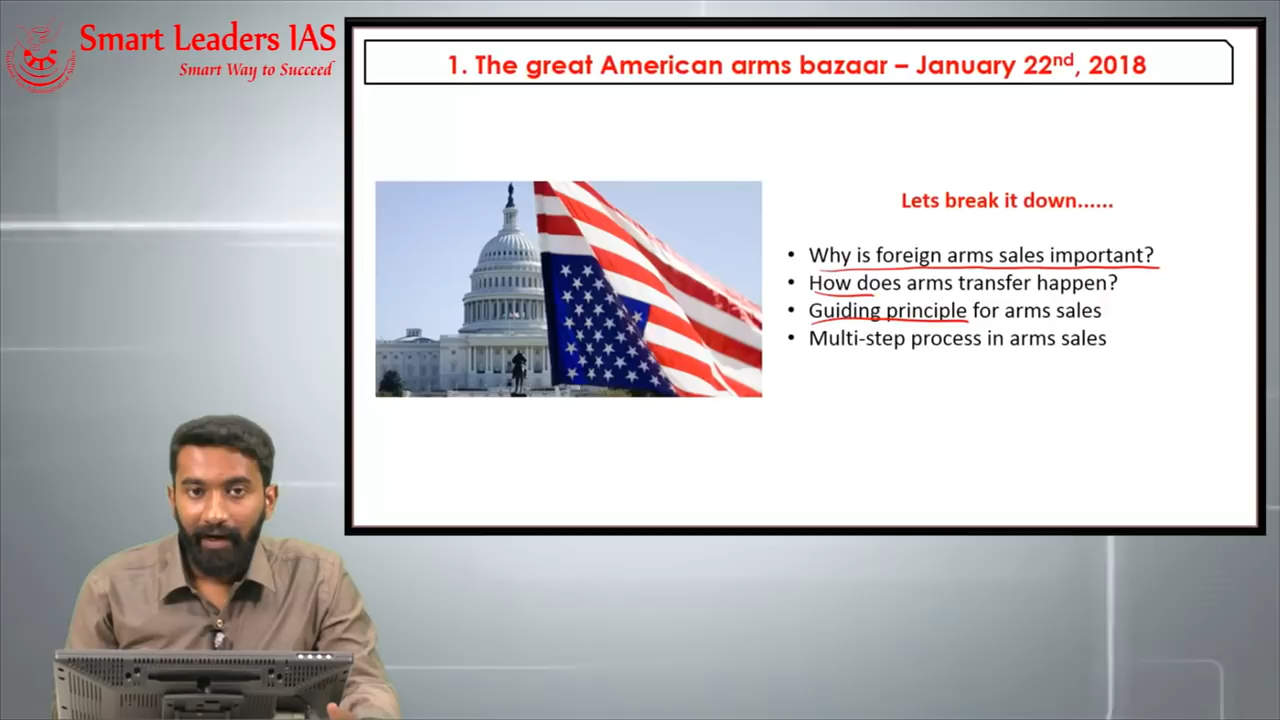 Smart Leaders IAS
Smart Way to Succeed
1. The great American arms bazaar – January 22nd, 2018
Lets break it down......
• Why is foreign arms sales important?
• How does arms transfer happen?
• Guiding principle for arms sales
• Multi-step process in arms sales